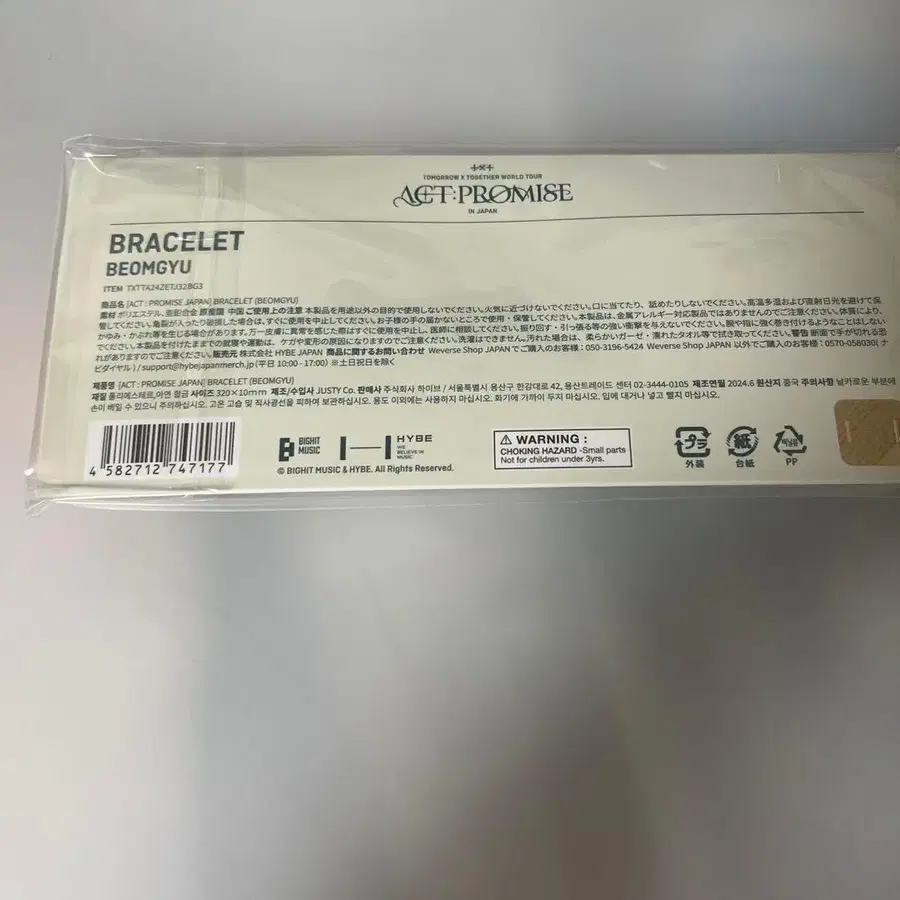 TOMORROW X TOGETHER WORLD TOUR
ACT:PROMISE
IN JAPAN
BRACELET
BEOMGYU
ITEM TXTTA24ZETJ32BG3
商品名 [ACT : PROMISE JAPAN] BRACELET (BEOMGYU)
素材 ポリエステル、亜鉛合金 原産国 中国 ご使用上の注意 本製品を用途以外の目的で使用しないでください。火気に近づけないでください。口に当てたり、舐めたりしないでください。高温多湿および直射日光を避けて保
管してください。亀裂が入ったり破損した場合は、すぐに使用を中止してください。お子様の手の届かないところで使用・保管してください。本製品は、金属アレルギー対応製品ではありませんのでご注意ください。体質により、
かゆみ・かぶれ等を生じる場合があります。万一皮膚に異常を感じた際はすぐに使用を中止し、医師に相談してください。振り回す・引っ張る等の強い衝撃を与えないでください。腕や指に強く巻き付けるようなことはしない
でください。本製品を付けたままでの就寝や運動は、ケガや変形の原因になりますのでご注意ください。洗濯はできません。汚れた場合は、柔らかいガーゼ・濡れたタオル等で拭き取ってください。警告 断面で手が切れる恐
れがありますのでご注意ください。販売元 株式会社 HYBE JAPAN 商品に関するお問い合わせ Weverse Shop JAPAN でご購入のお客様 : 050-3196-5424 Weverse Shop JAPAN 以外でご購入のお客様 : 0570-058030( ナ
ビダイヤル ) / support@hybejapanmerch.jp (平日 10:00 - 17:00) ※土日祝日を除く
제품명 [ACT : PROMISE JAPAN] BRACELET (BEOMGYU)
재질 폴리에스테르, 아연 합금 사이즈 320×10mm 제조/수입사 JUSTY Co. 판매사 주식회사 하이브 / 서울특별시 용산구 한강대로 42, 용산트레이드 센터 02-3444-0105 제조연월 2024.6 원산지 중국 주의사항 날카로운 부분에
손이 베일 수 있으니 주의하십시오. 고온 고습 및 직사광선을 피하여 보관하십시오. 용도 이외에는 사용하지 마십시오. 화기에 가까이 두지 마십시오. 입에 대거나 넣고 빨지 마십시오.
4 582712 747177
BIGHIT
MUSIC
HYBE
WE
BELIEVE IN
MUSIC
© BIGHIT MUSIC & HYBE. All Rights Reserved.
⚠ WARNING :
CHOKING HAZARD -Small parts
Not for children under 3yrs.
プラ
外装
紙
台紙
비닐류
PP